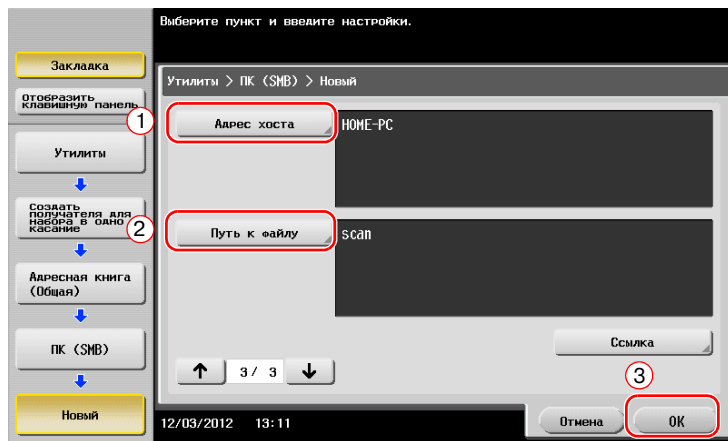 Выберите пункт и введите настройки.
Закладка
Отобразить
клавишную панель
Утилиты > ПК (SMB) > Новый
1
Адрес хоста
HOME-PC
Утилиты
Создать
получателя для
набора в одно
касание
2
Путь к файлу
scan
Адресная книга
(Общая)
ПК (SMB)
Ссылка
↑ 3/ 3 ↓
3
Новый
12/03/2012 13:11
Отмена
OK